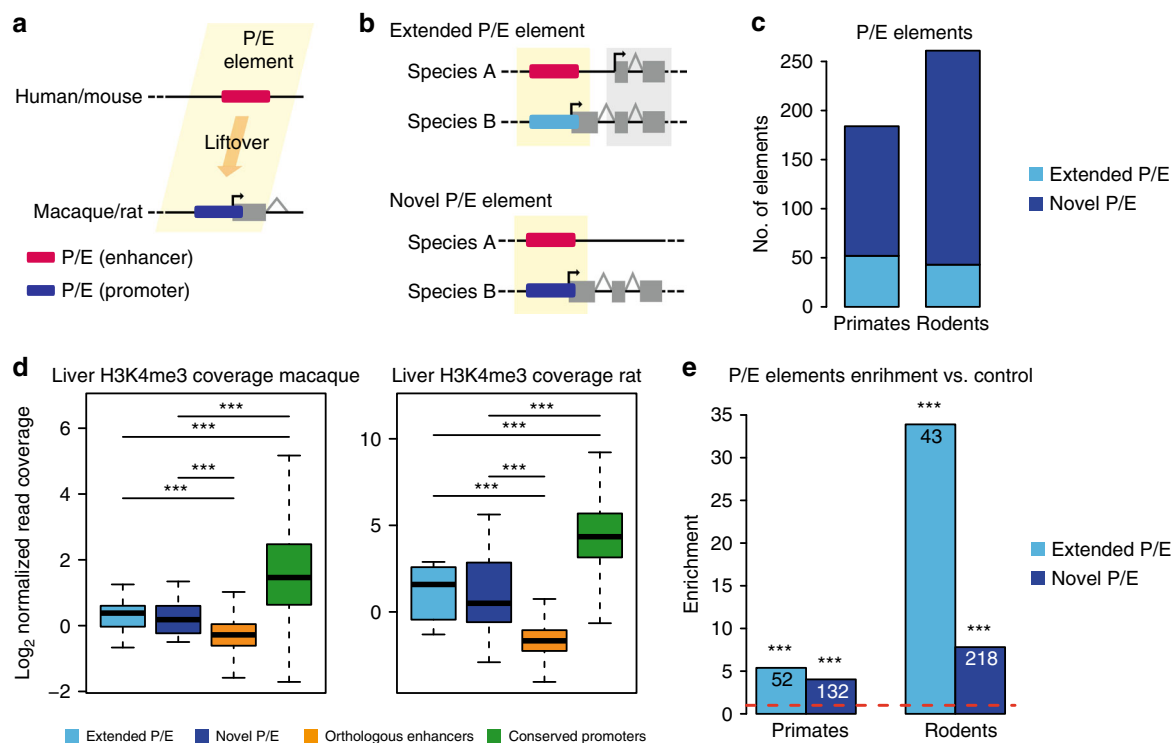 a
P/E
element
Human/mouse
Liftover
Macaque/rat
P/E (enhancer)
P/E (promoter)
b
Extended P/E element
Species A
Species B
Novel P/E element
Species A
Species B
c
P/E elements
No. of elements
250
200
150
100
50
0
Primates
Rodents
Extended P/E
Novel P/E
d
Liver H3K4me3 coverage macaque
Log2 normalized read coverage
6
4
2
0
−2
***
***
***
***
Liver H3K4me3 coverage rat
10
5
0
***
***
***
***
Extended P/E
Novel P/E
Orthologous enhancers
Conserved promoters
e
P/E elements enrihment vs. control
Enrichment
35
30
25
20
15
10
5
0
***
43
***
***
***
52
132
218
Primates
Rodents
Extended P/E
Novel P/E